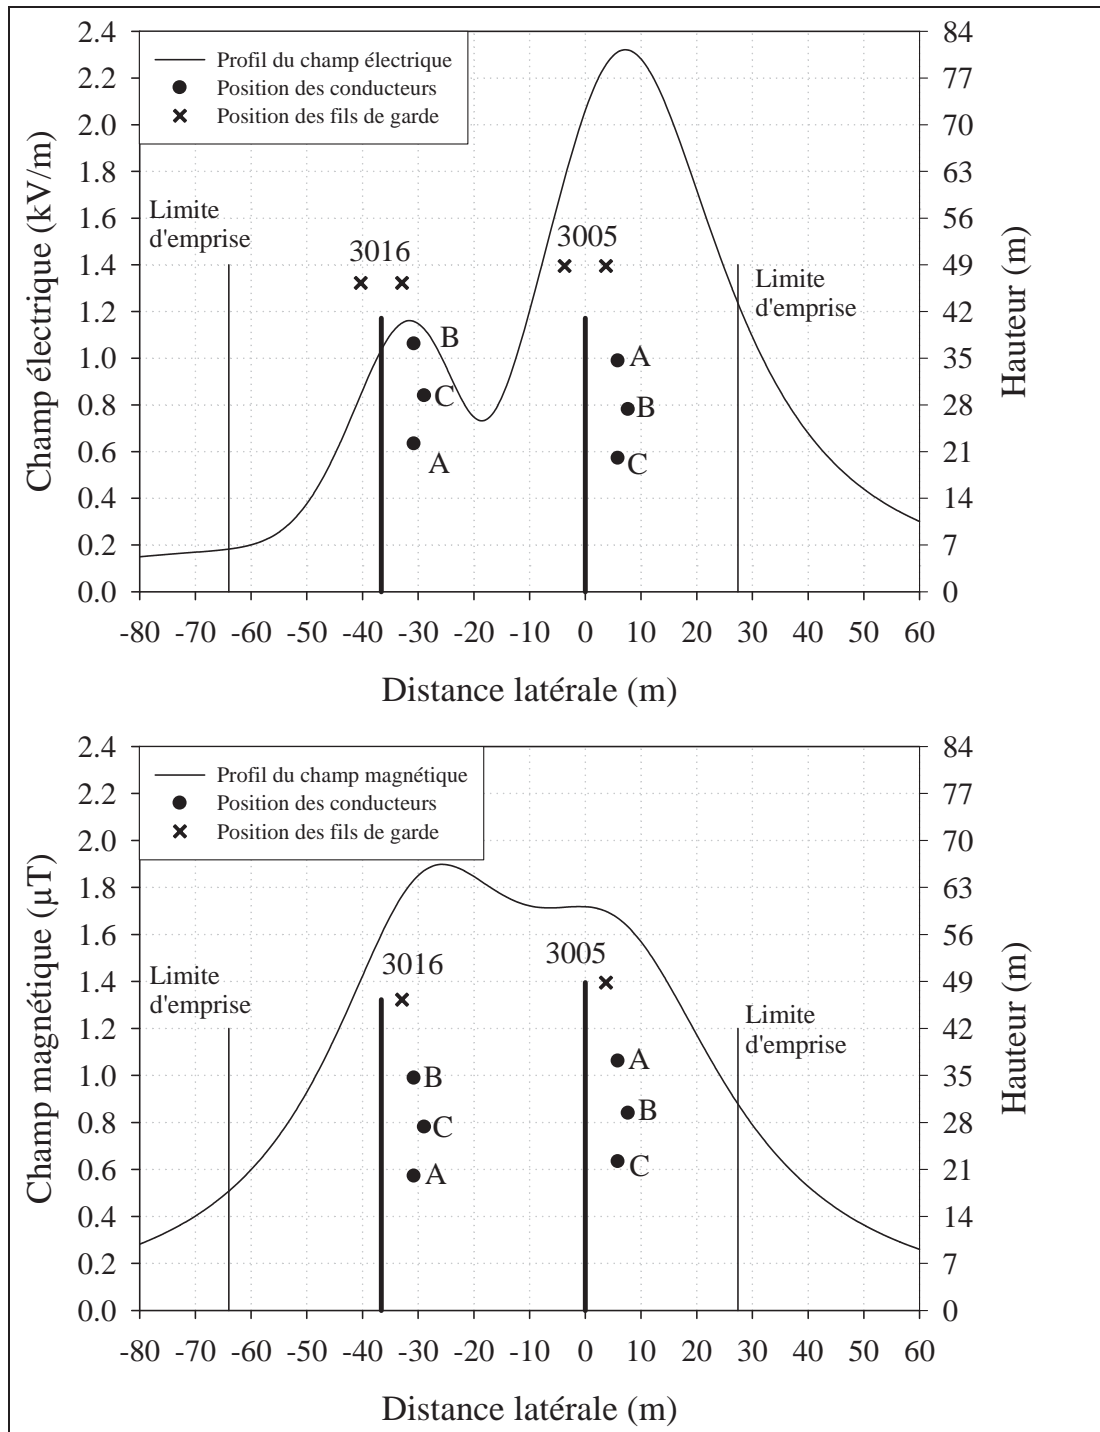 Champ électrique (kV/m)
2.4
2.2
2.0
1.8
1.6
1.4
1.2
1.0
0.8
0.6
0.4
0.2
0.0
Profil du champ électrique
Position des conducteurs
Position des fils de garde
Limite
d'emprise
3016
3005
Limite
d'emprise
B
C
A
A
B
C
84
77
70
63
56
49
42
35
28
21
14
7
0
Hauteur (m)
-80 -70 -60 -50 -40 -30 -20 -10 0 10 20 30 40 50 60
Distance latérale (m)
Champ magnétique (µT)
2.4
2.2
2.0
1.8
1.6
1.4
1.2
1.0
0.8
0.6
0.4
0.2
0.0
Profil du champ magnétique
Position des conducteurs
Position des fils de garde
Limite
d'emprise
3016
3005
Limite
d'emprise
B
C
A
A
B
C
84
77
70
63
56
49
42
35
28
21
14
7
0
Hauteur (m)
-80 -70 -60 -50 -40 -30 -20 -10 0 10 20 30 40 50 60
Distance latérale (m)